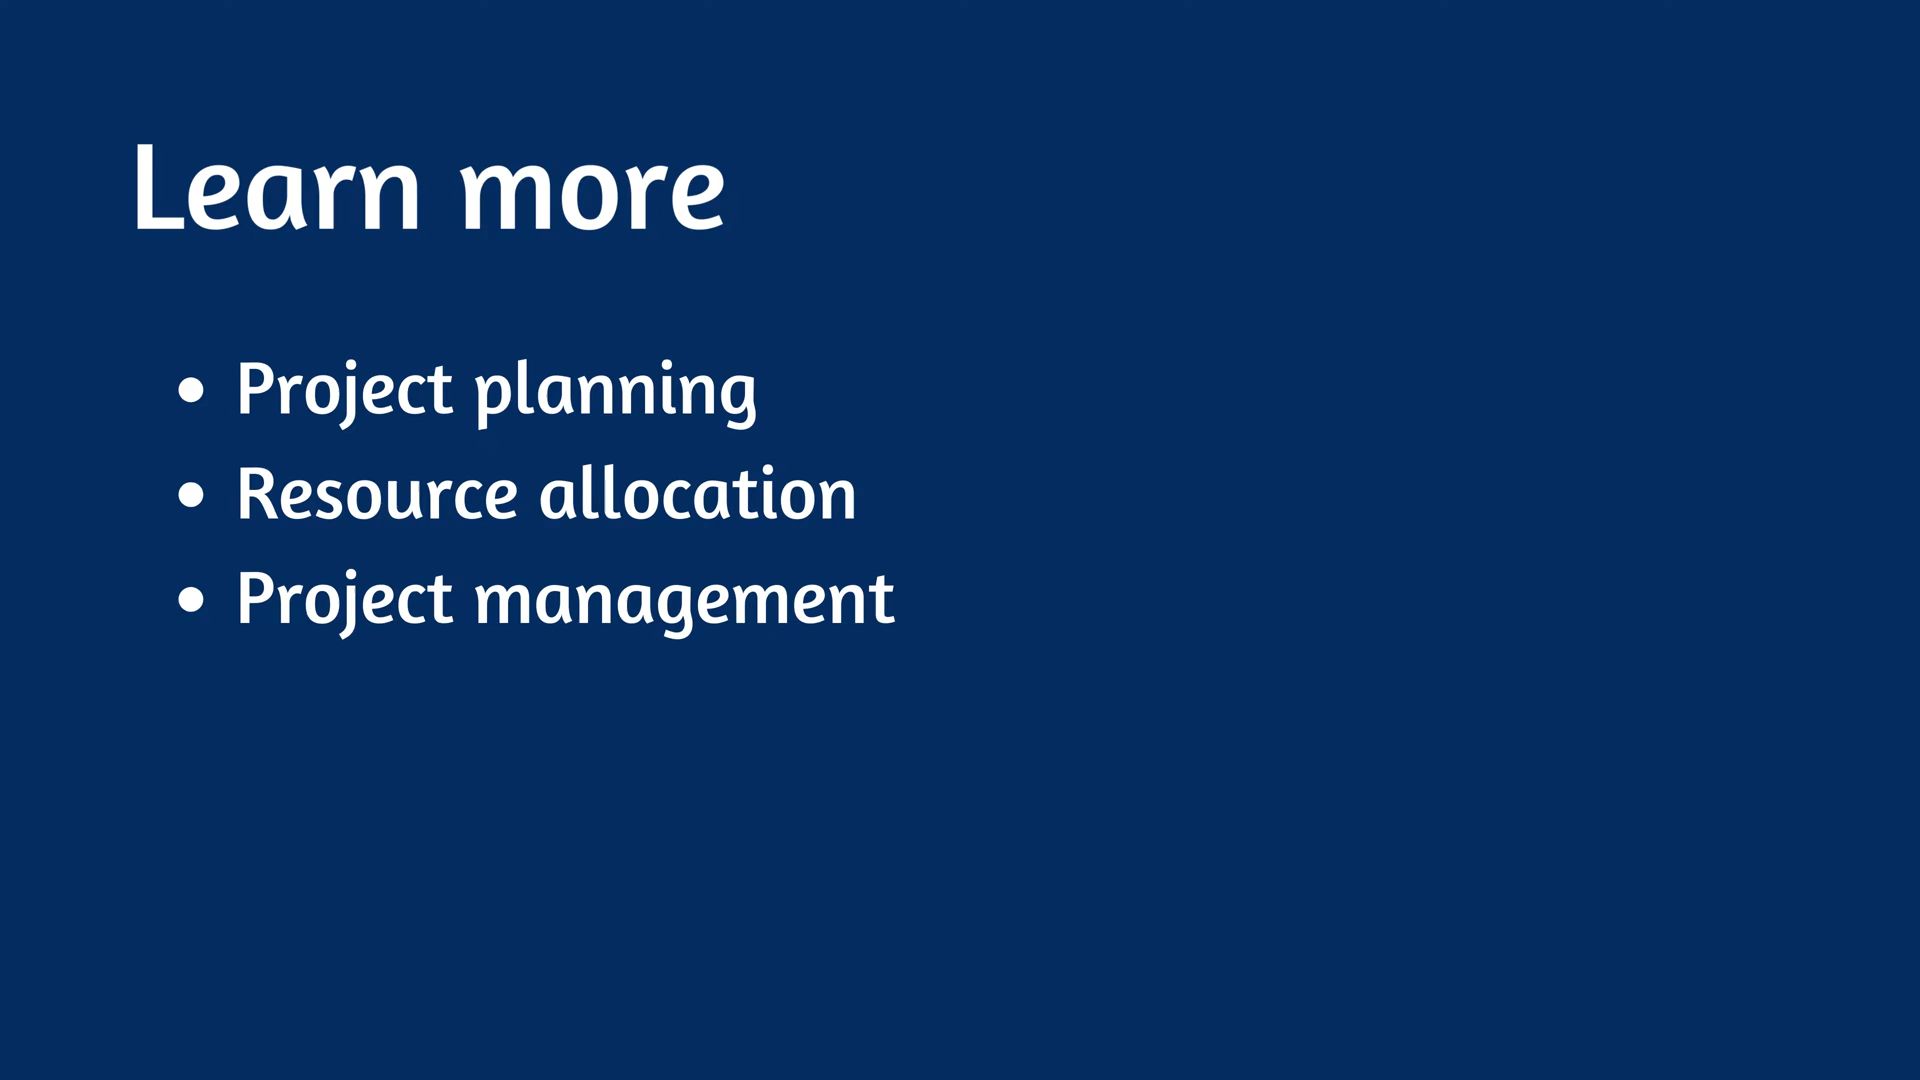 Learn more
• Project planning
• Resource allocation
• Project management